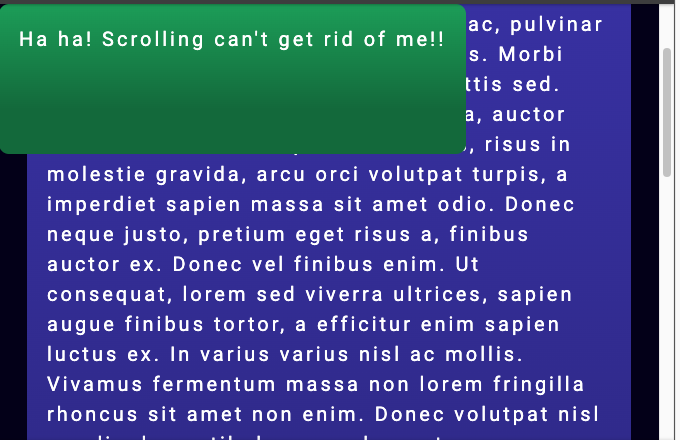 Ha ha! Scrolling can't get rid of me!!
ac, pulvinar
s. Morbi
ttis sed.
a, auctor
, risus in
molestie gravida, arcu orci volutpat turpis, a
imperdiet sapien massa sit amet odio. Donec
neque justo, pretium eget risus a, finibus
auctor ex. Donec vel finibus enim. Ut
consequat, lorem sed viverra ultrices, sapien
augue finibus tortor, a efficitur enim sapien
luctus ex. In varius varius nisl ac mollis.
Vivamus fermentum massa non lorem fringilla
rhoncus sit amet non enim. Donec volutpat nisl